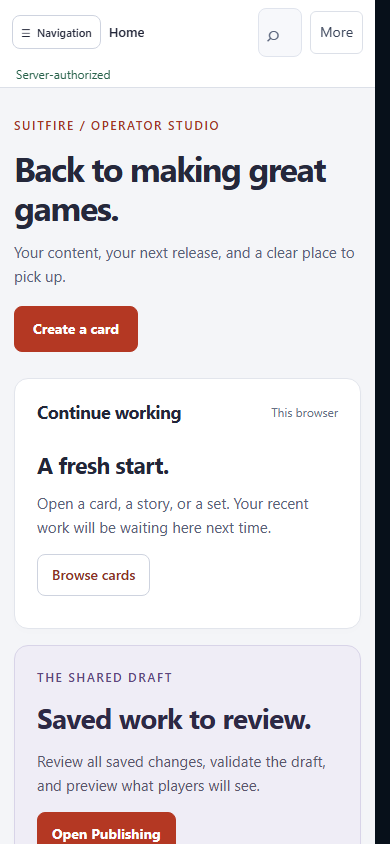 ☰ Navigation Home
More
Server-authorized
SUITFIRE / OPERATOR STUDIO
Back to making great
games.
Your content, your next release, and a clear place to
pick up.
Create a card
Continue working
This browser
A fresh start.
Open a card, a story, or a set. Your recent
work will be waiting here next time.
Browse cards
THE SHARED DRAFT
Saved work to review.
Review all saved changes, validate the draft,
and preview what players will see.
Open Publishing